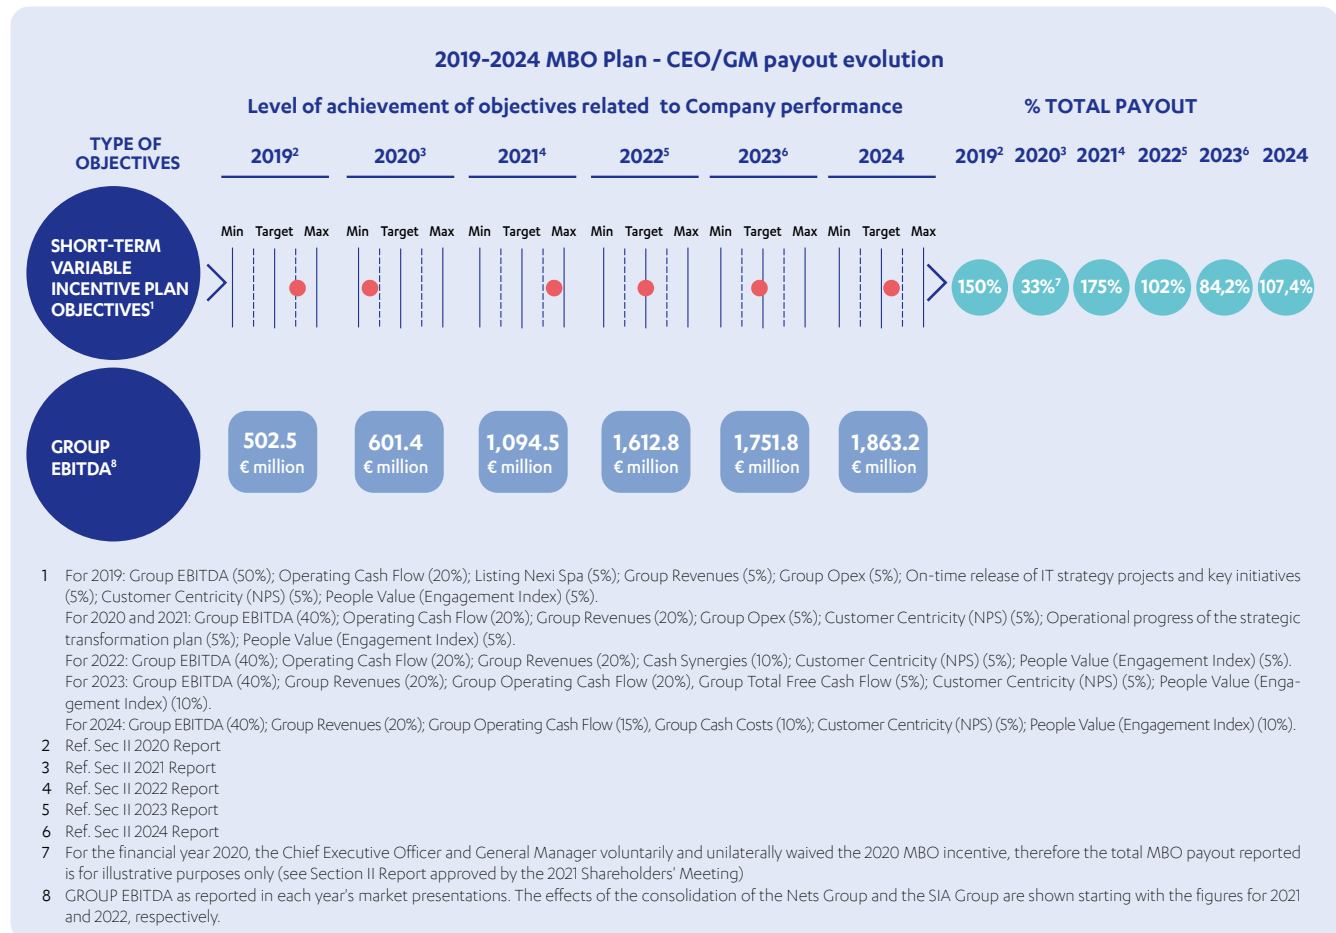 2019-2024 MBO Plan - CEO/GM payout evolution
Level of achievement of objectives related to Company performance
% TOTAL PAYOUT
TYPE OF
OBJECTIVES
2019² 2020³ 2021⁴ 2022⁵ 2023⁶ 2024
2019² 2020³ 2021⁴ 2022⁵ 2023⁶ 2024
SHORT-TERM
VARIABLE
INCENTIVE PLAN
OBJECTIVES¹
Min Target Max Min Target Max Min Target Max Min Target Max Min Target Max Min Target Max
150% 33%⁷ 175% 102% 84,2% 107,4%
GROUP
EBITDA⁸
502.5 601.4 1,094.5 1,612.8 1,751.8 1,863.2
€ million € million € million € million € million € million
1 For 2019: Group EBITDA (50%); Operating Cash Flow (20%); Listing Nexi Spa (5%); Group Revenues (5%); Group Opex (5%); On-time release of IT strategy projects and key initiatives
(5%); Customer Centricity (NPS) (5%); People Value (Engagement Index) (5%).
For 2020 and 2021: Group EBITDA (40%); Operating Cash Flow (20%); Group Revenues (20%); Group Opex (5%); Customer Centricity (NPS) (5%); Operational progress of the strategic
transformation plan (5%); People Value (Engagement Index) (5%).
For 2022: Group EBITDA (40%); Operating Cash Flow (20%); Group Revenues (20%); Cash Synergies (10%); Customer Centricity (NPS) (5%); People Value (Engagement Index) (5%).
For 2023: Group EBITDA (40%); Group Revenues (20%); Group Operating Cash Flow (20%), Group Total Free Cash Flow (5%); Customer Centricity (NPS) (5%); People Value (Enga-
gement Index) (10%).
For 2024: Group EBITDA (40%); Group Revenues (20%); Group Operating Cash Flow (15%), Group Cash Costs (10%); Customer Centricity (NPS) (5%); People Value (Engagement Index) (10%).
2 Ref. Sec II 2020 Report
3 Ref. Sec II 2021 Report
4 Ref. Sec II 2022 Report
5 Ref. Sec II 2023 Report
6 Ref. Sec II 2024 Report
7 For the financial year 2020, the Chief Executive Officer and General Manager voluntarily and unilaterally waived the 2020 MBO incentive, therefore the total MBO payout reported
is for illustrative purposes only (see Section II Report approved by the 2021 Shareholders' Meeting)
8 GROUP EBITDA as reported in each year's market presentations. The effects of the consolidation of the Nets Group and the SIA Group are shown starting with the figures for 2021
and 2022, respectively.